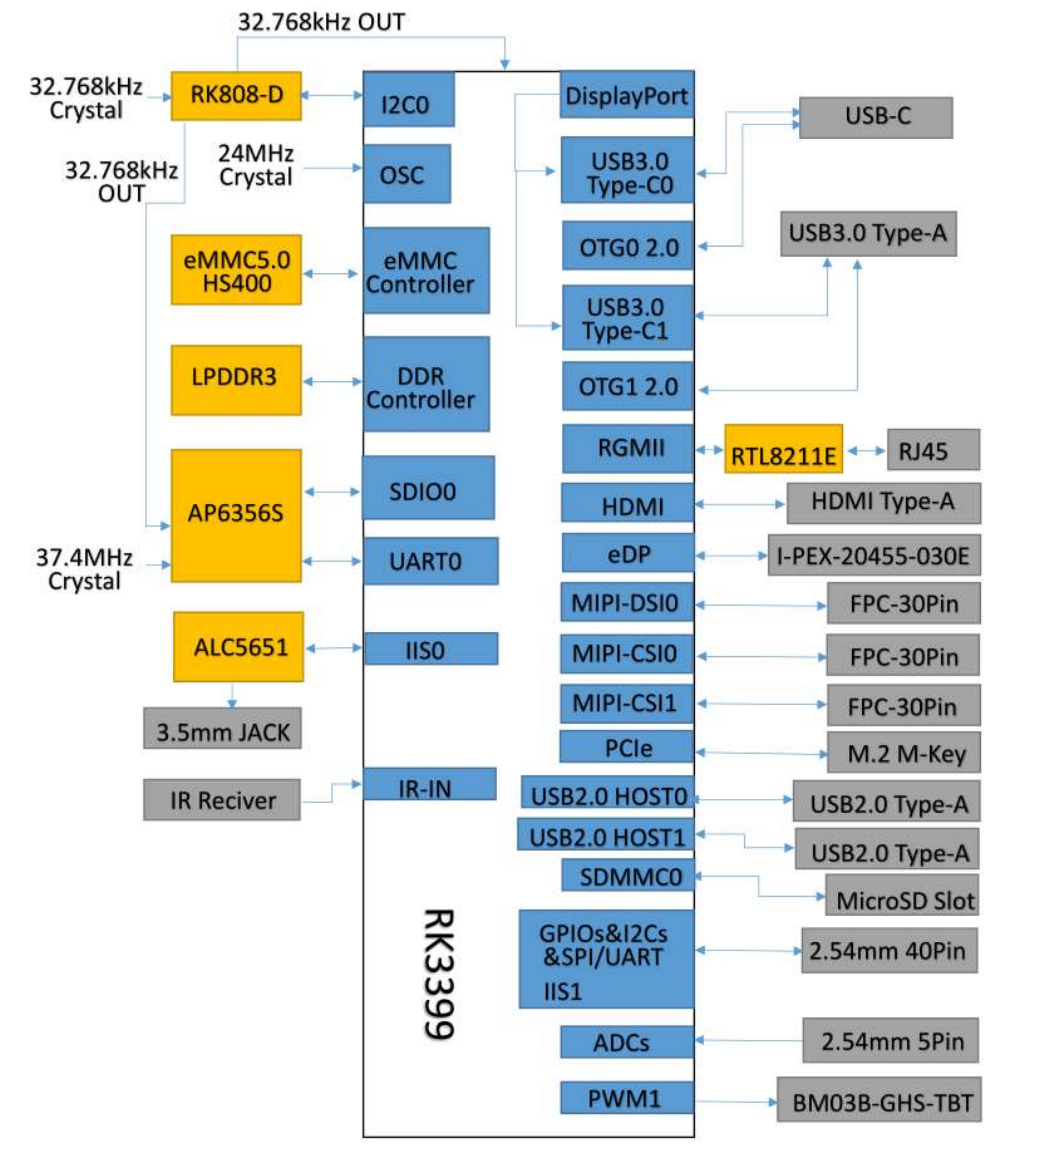 32.768kHz OUT
32.768kHz
Crystal
RK808-D
I2C0
24MHz
Crystal
OSC
32.768kHz
OUT
eMMC5.0
HS400
eMMC
Controller
LPDDR3
DDR
Controller
AP6356S
SDIO0
37.4MHz
Crystal
UART0
ALC5651
IIS0
3.5mm JACK
IR Reciver
IR-IN
RK3399
DisplayPort
USB3.0
Type-C0
USB-C
OTG0 2.0
USB3.0 Type-A
USB3.0
Type-C1
OTG1 2.0
RGMII
RTL8211E
RJ45
HDMI
HDMI Type-A
eDP
I-PEX-20455-030E
MIPI-DSI0
FPC-30Pin
MIPI-CSI0
FPC-30Pin
MIPI-CSI1
FPC-30Pin
PCIe
M.2 M-Key
USB2.0 HOST0
USB2.0 Type-A
USB2.0 HOST1
USB2.0 Type-A
SDMMC0
MicroSD Slot
GPIOs&I2Cs
&SPI/UART
IIS1
2.54mm 40Pin
ADCs
2.54mm 5Pin
PWM1
BM03B-GHS-TBT